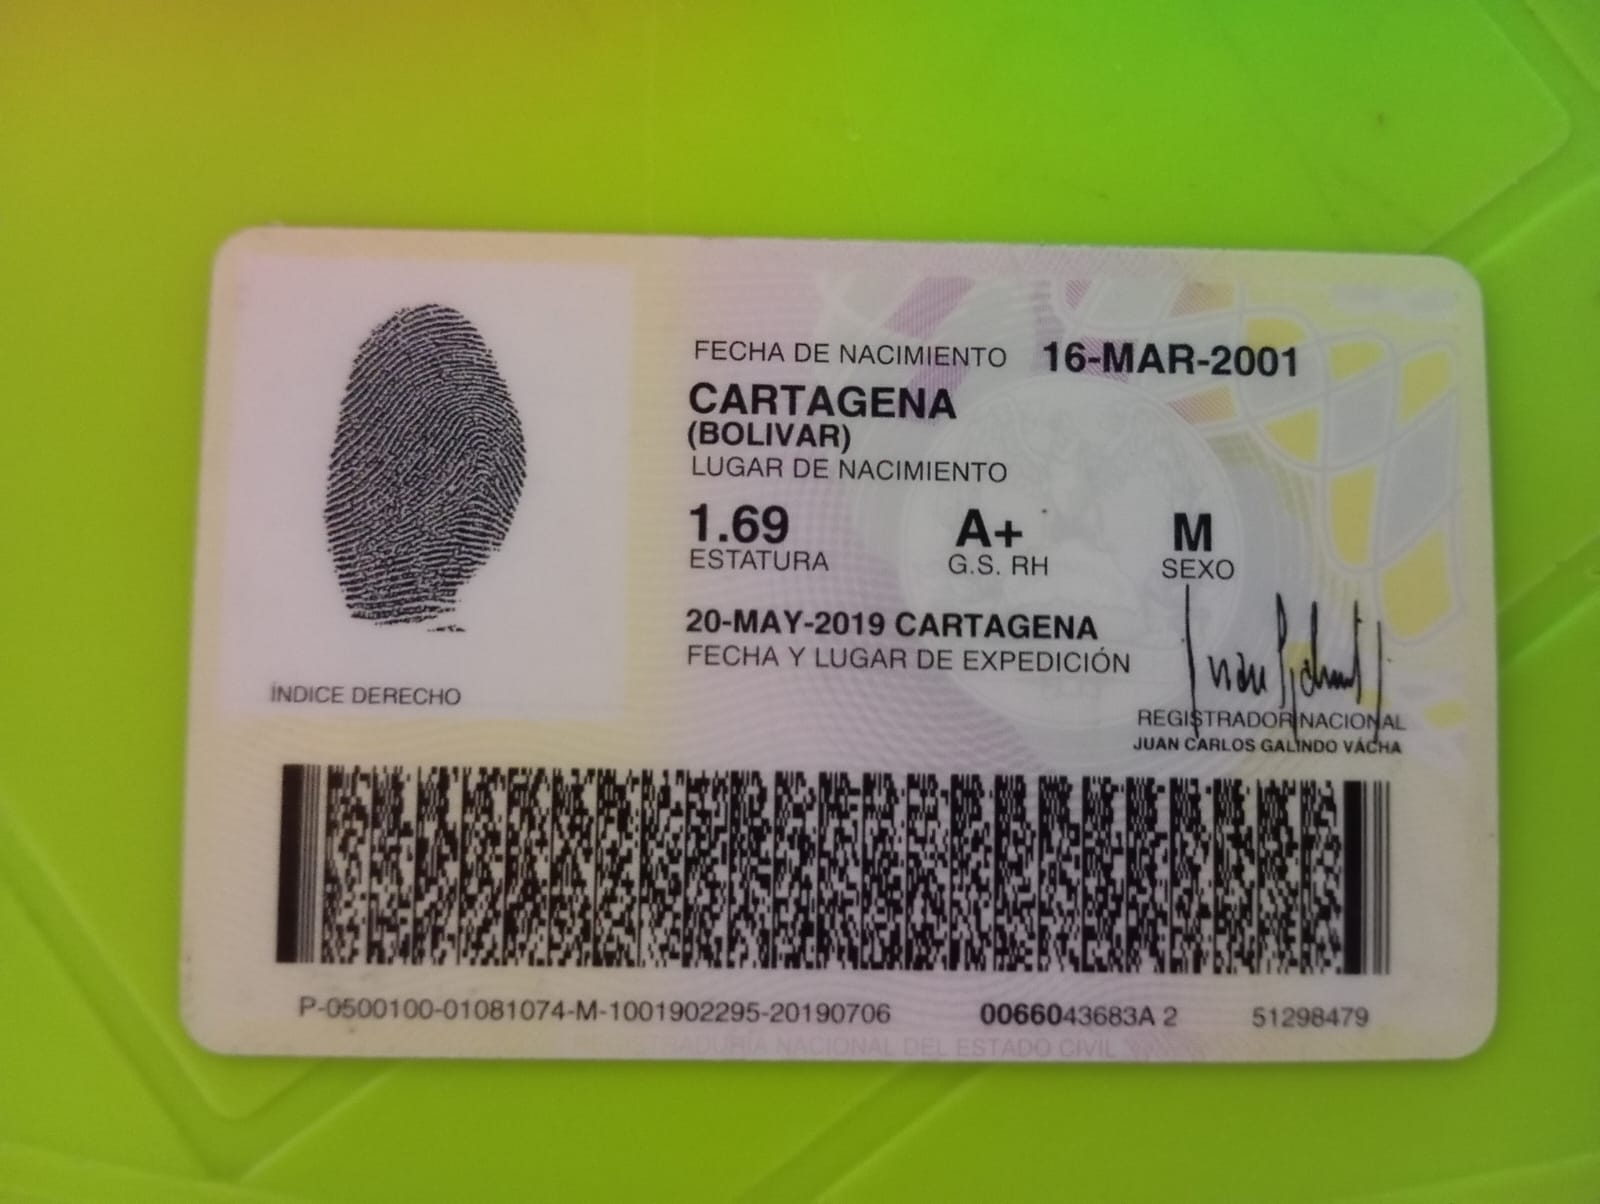 FECHA DE NACIMIENTO 16-MAR-2001
CARTAGENA
(BOLIVAR)
LUGAR DE NACIMIENTO
1.69 A+ M
ESTATURA G.S. RH SEXO
20-MAY-2019 CARTAGENA
FECHA Y LUGAR DE EXPEDICIÓN
ÍNDICE DERECHO
REGISTRADOR NACIONAL
JUAN CARLOS GALINDO VÁCHA
P-0500100-01081074-M-1001902295-20190706 0066043683A 2 51298479
REGISTRADURÍA NACIONAL DEL ESTADO CIVIL